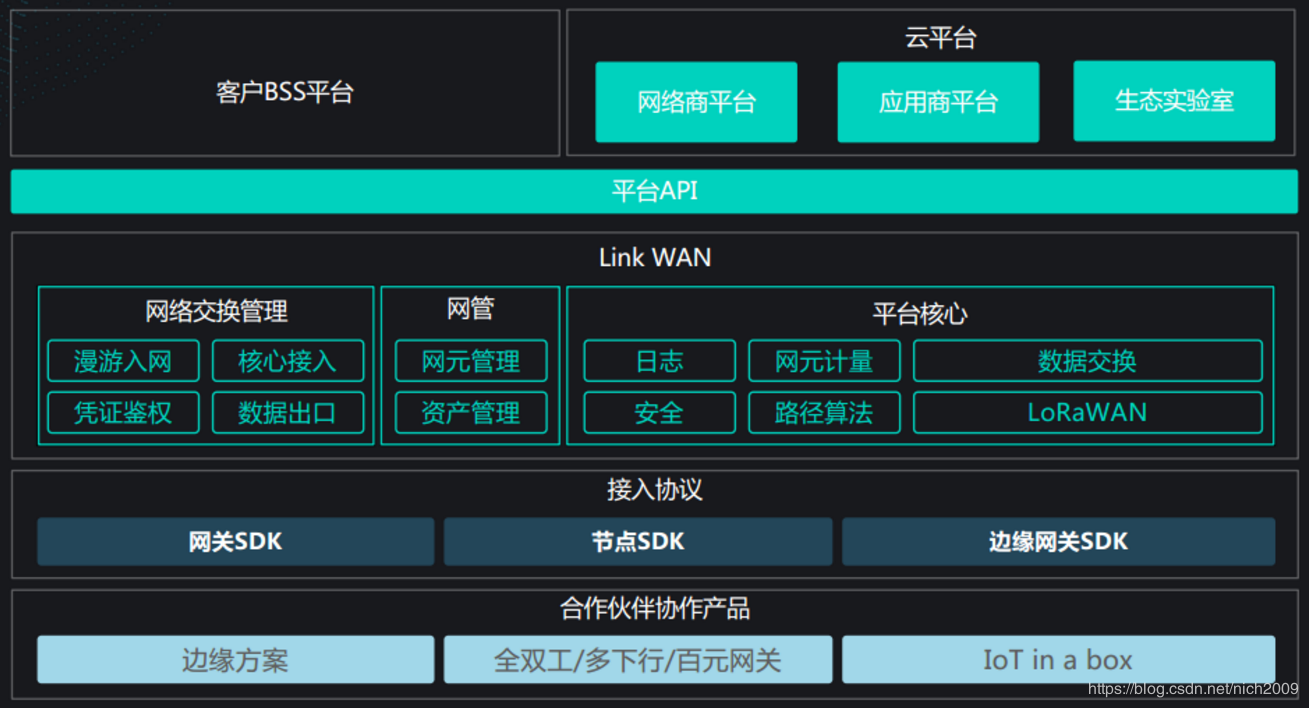 客户BSS平台
云平台
网络商平台
应用商平台
生态实验室
平台API
Link WAN
网络交换管理
漫游入网
核心接入
凭证鉴权
数据出口
网管
网元管理
资产管理
平台核心
日志
网元计量
数据交换
安全
路径算法
LoRaWAN
接入协议
网关SDK
节点SDK
边缘网关SDK
合作伙伴协作产品
边缘方案
全双工/多下行/百元网关
IoT in a box
https://blog.csdn.net/nich2009